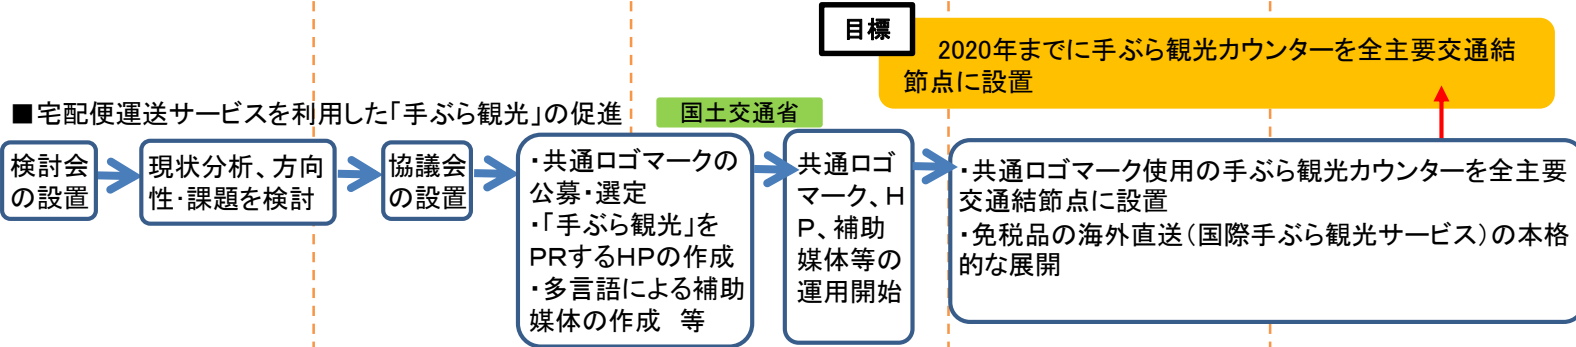 目標
2020年までに手ぶら観光カウンターを全主要交通結
節点に設置
■宅配便運送サービスを利用した「手ぶら観光」の促進
国土交通省
検討会
の設置
現状分析、方向
性・課題を検討
協議会
の設置
・共通ロゴマークの
公募・選定
・「手ぶら観光」を
PRするHPの作成
・多言語による補助
媒体の作成　等
共通ロゴ
マーク、H
P、補助
媒体等の
運用開始
・共通ロゴマーク使用の手ぶら観光カウンターを全主要
交通結節点に設置
・免税品の海外直送（国際手ぶら観光サービス）の本格
的な展開